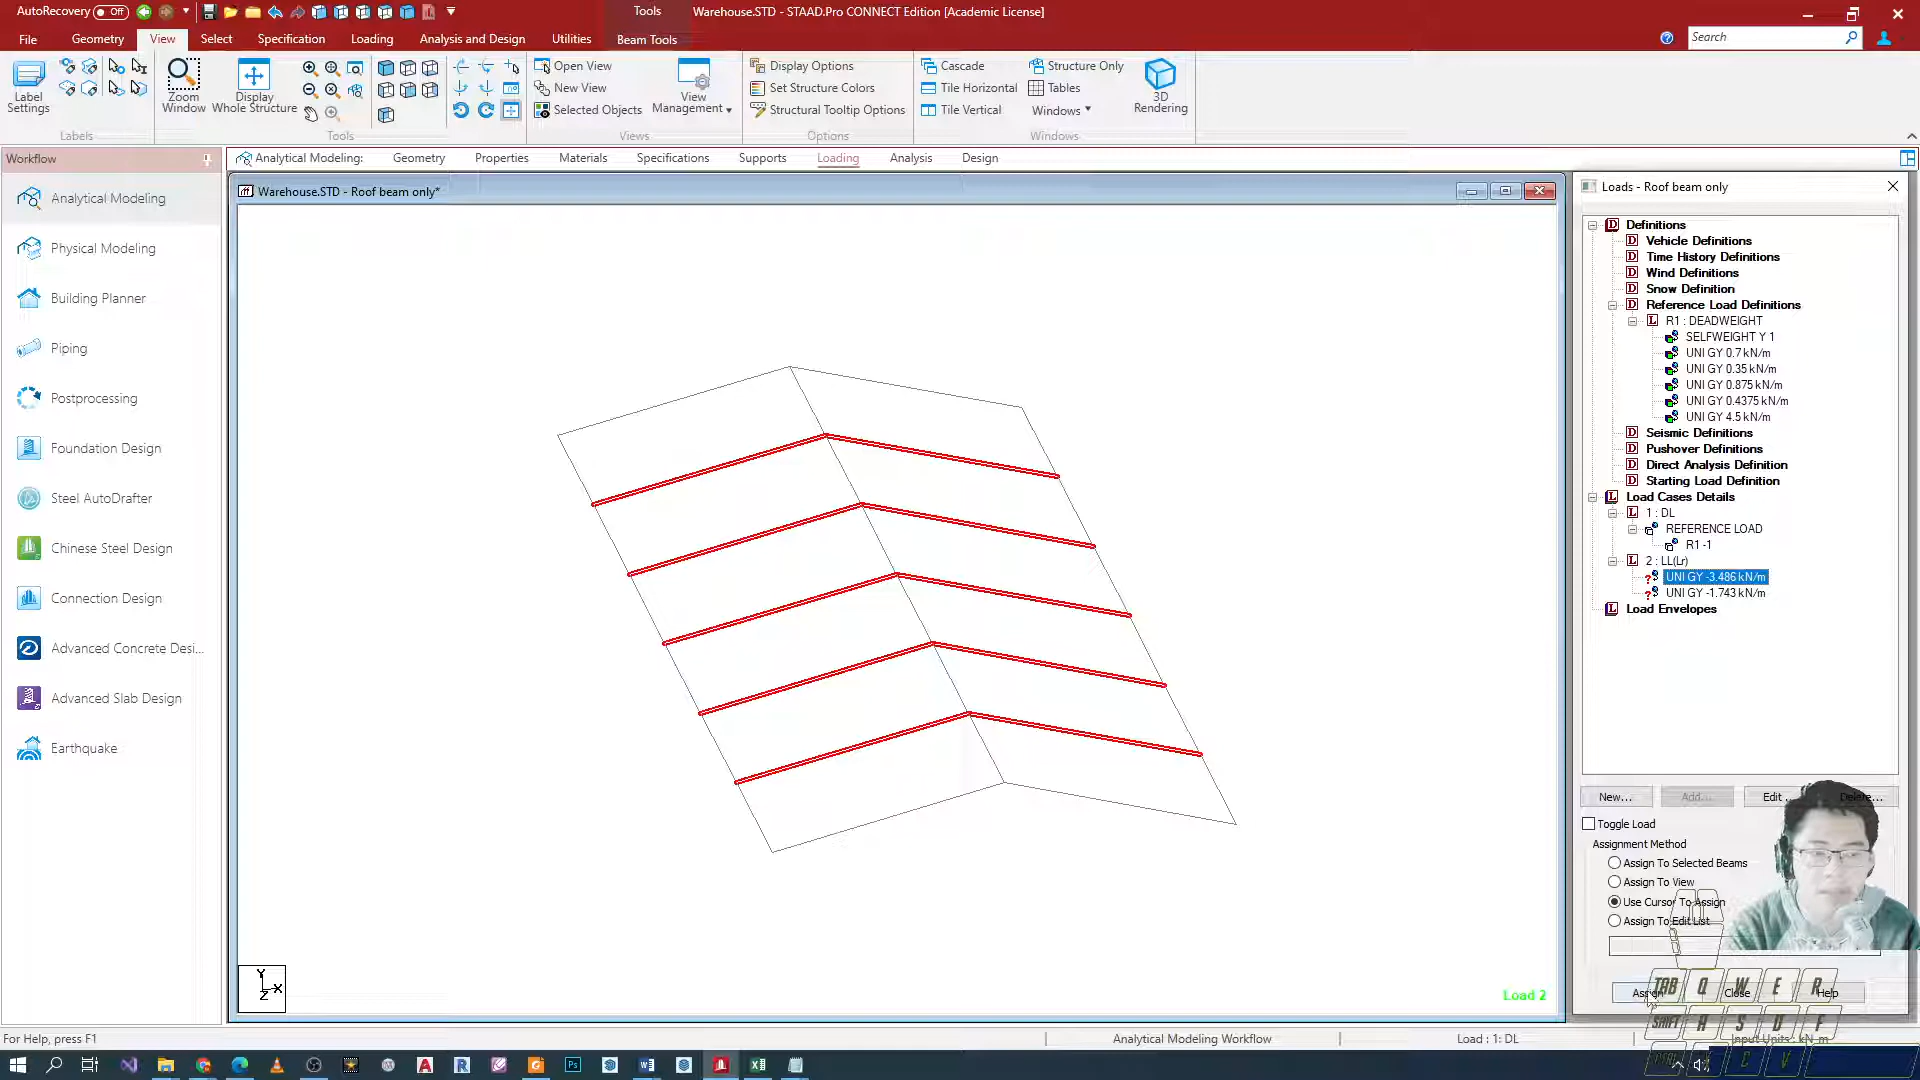 AutoRecovery Off
Tools
Warehouse.STD - STAAD.Pro CONNECT Edition [Academic License]
File
Geometry
View
Select
Specification
Loading
Analysis and Design
Utilities
Beam Tools
Search
Label Settings
Labels
Zoom Window
Display Whole Structure
Tools
Open View
New View
Selected Objects
View Management
Views
Display Options
Set Structure Colors
Structural Tooltip Options
Options
Cascade
Tile Horizontal
Tile Vertical
Structure Only
Tables
Windows
Windows
3D Rendering
Workflow
Analytical Modeling:
Geometry
Properties
Materials
Specifications
Supports
Loading
Analysis
Design
Analytical Modeling
Physical Modeling
Building Planner
Piping
Postprocessing
Foundation Design
Steel AutoDrafter
Chinese Steel Design
Connection Design
Advanced Concrete Desi...
Advanced Slab Design
Earthquake
Warehouse.STD - Roof beam only*
Y
X
Z
Load 2
Loads - Roof beam only
Definitions
Vehicle Definitions
Time History Definitions
Wind Definitions
Snow Definition
Reference Load Definitions
R1 : DEADWEIGHT
SELFWEIGHT Y 1
UNI GY 0.7 kN/m
UNI GY 0.35 kN/m
UNI GY 0.875 kN/m
UNI GY 0.4375 kN/m
UNI GY 4.5 kN/m
Seismic Definitions
Pushover Definitions
Direct Analysis Definition
Starting Load Definition
Load Cases Details
1 : DL
REFERENCE LOAD
R1 -1
2 : LL(Lr)
UNI GY -3.486 kN/m
UNI GY -1.743 kN/m
Load Envelopes
New...
Add...
Edit...
Delete...
Toggle Load
Assignment Method
Assign To Selected Beams
Assign To View
Use Cursor To Assign
Assign To Edit List
Assign
Close
Help
TAB Q W E R
SHIFT A S D F
C V
For Help, press F1
Analytical Modeling Workflow
Load : 1: DL
Input Units : kN m